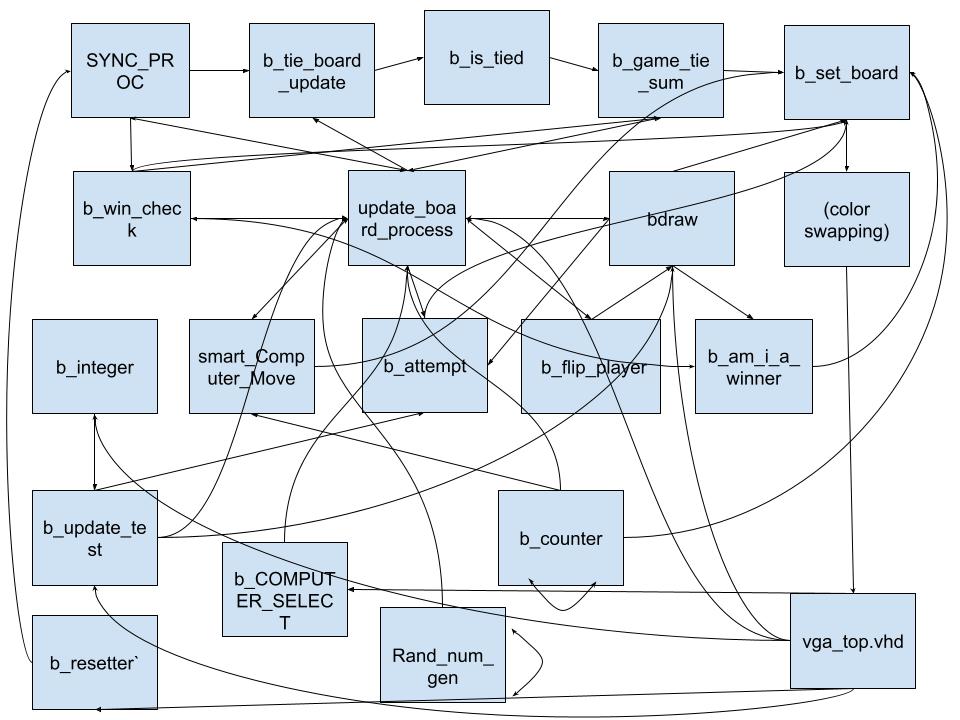 SYNC_PR
OC
b_tie_board
_update
b_is_tied
b_game_tie
_sum
b_set_board
b_win_chec
k
update_boa
rd_process
bdraw
(color
swapping)
b_integer
smart_Comp
uter_Move
b_attempt
b_flip_player
b_am_i_a_
winner
b_update_te
st
b_COMPUT
ER_SELEC
T
b_counter
b_resetter`
Rand_num_
gen
vga_top.vhd